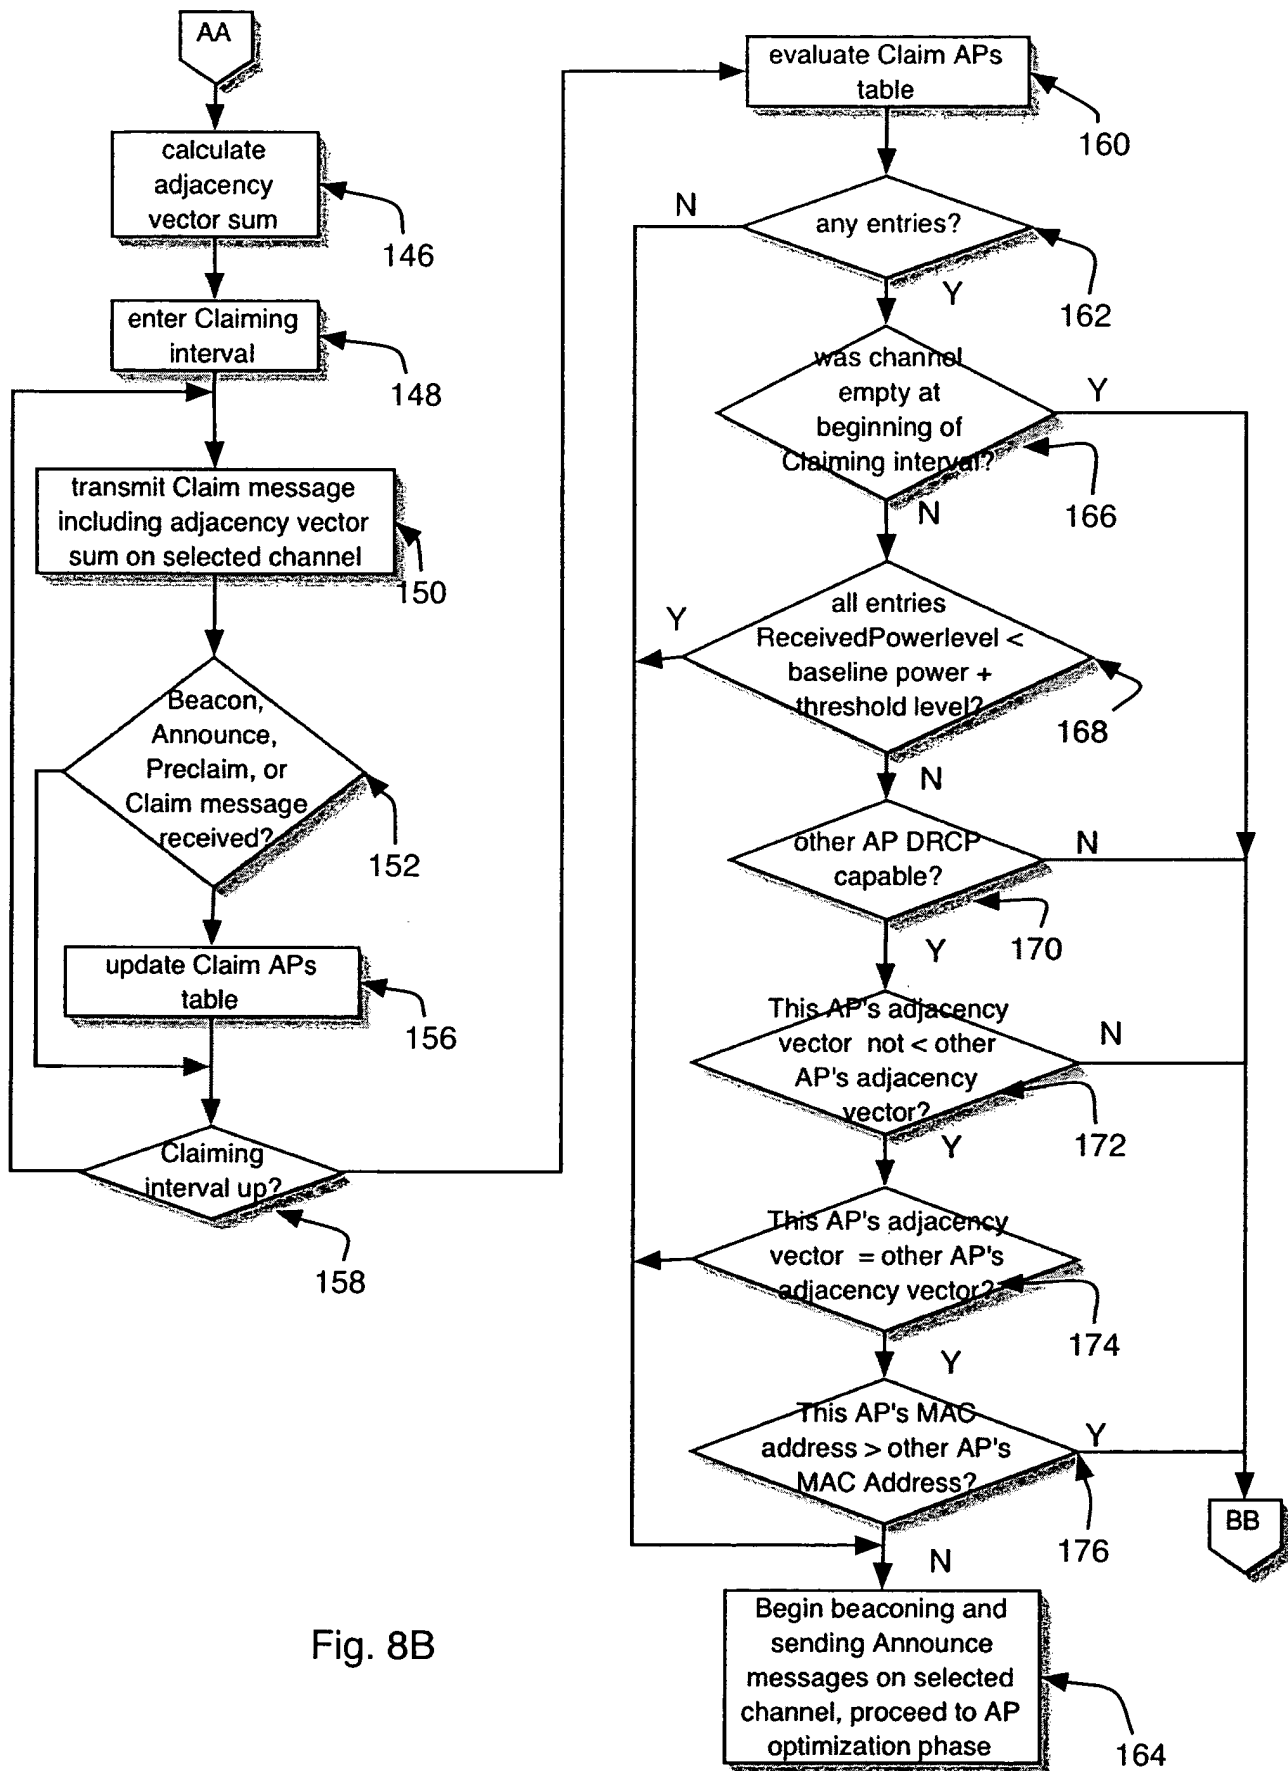 AA
calculate
adjacency
vector sum
146
enter Claiming
interval
148
transmit Claim message
including adjacency vector
sum on selected channel
150
Beacon,
Announce,
Preclaim, or
Claim message
received?
152
update Claim APs
table
156
Claiming
interval up?
158
evaluate Claim APs
table
160
any entries?
N
Y
162
was channel
empty at
beginning of
Claiming interval?
Y
N
166
all entries
ReceivedPowerlevel <
baseline power +
threshold level?
Y
N
168
other AP DRCP
capable?
N
Y
170
This AP's adjacency
vector not < other
AP's adjacency
vector?
N
Y
172
This AP's adjacency
vector = other AP's
adjacency vector?
Y
174
This AP's MAC
address > other AP's
MAC Address?
Y
N
176
BB
Begin beaconing and
sending Announce
messages on selected
channel, proceed to AP
optimization phase
164
Fig. 8B